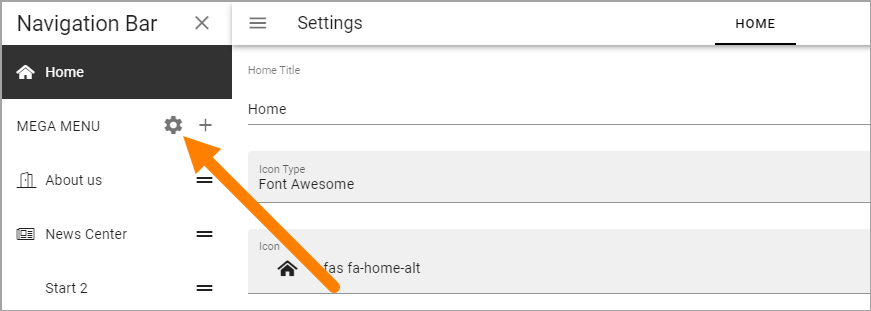 Navigation Bar
Settings
HOME
Home
Home Title
Home
MEGA MENU
Icon Type
Font Awesome
About us
News Center
Icon
fas fa-home-alt
Start 2